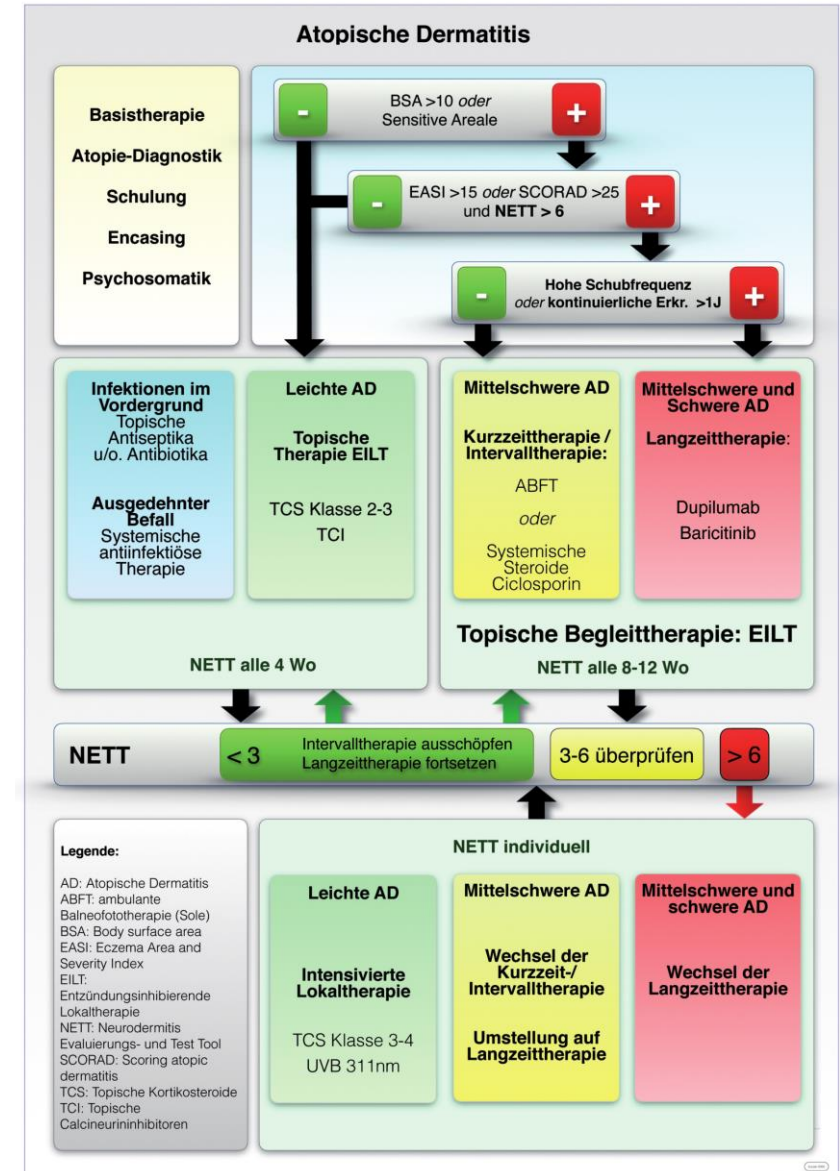 Atopische Dermatitis
Basistherapie
Atopie-Diagnostik
Schulung
Encasing
Psychosomatik
-
BSA >10 oder
Sensitive Areale
+
-
EASI >15 oder SCORAD >25
und NETT > 6
+
-
Hohe Schubfrequenz
oder kontinuierliche Erkr. >1J
+
Infektionen im
Vordergrund
Topische
Antiseptika
u/o. Antibiotika
Ausgedehnter
Befall
Systemische
antiinfektiöse
Therapie
Leichte AD
Topische
Therapie EILT
TCS Klasse 2-3
TCI
NETT alle 4 Wo
Mittelschwere AD
Kurzzeittherapie /
Intervalltherapie:
ABFT
oder
Systemische
Steroide
Ciclosporin
Mittelschwere und
Schwere AD
Langzeittherapie:
Dupilumab
Baricitinib
Topische Begleittherapie: EILT
NETT alle 8-12 Wo
NETT
< 3
Intervalltherapie ausschöpfen
Langzeittherapie fortsetzen
3-6 überprüfen
> 6
Legende:
AD: Atopische Dermatitis
ABFT: ambulante
Balneofototherapie (Sole)
BSA: Body surface area
EASI: Eczema Area and
Severity Index
EILT:
Entzündungsinhibierende
Lokaltherapie
NETT: Neurodermitis
Evaluierungs- und Test Tool
SCORAD: Scoring atopic
dermatitis
TCS: Topische Kortikosteroide
TCI: Topische
Calcineurininhibitoren
NETT individuell
Leichte AD
Intensivierte
Lokaltherapie
TCS Klasse 3-4
UVB 311nm
Mittelschwere AD
Wechsel der
Kurzzeit-/
Intervalltherapie
Umstellung auf
Langzeittherapie
Mittelschwere und
schwere AD
Wechsel der
Langzeittherapie